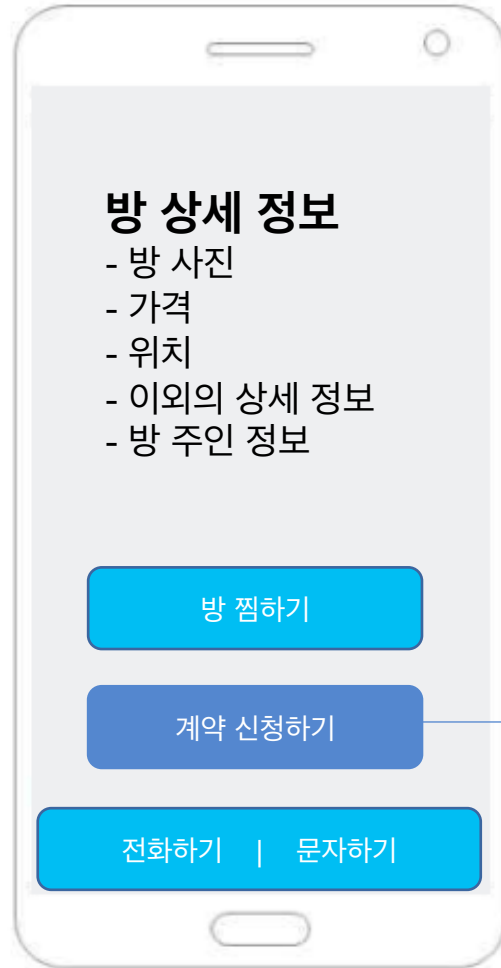 방 상세 정보
- 방 사진
- 가격
- 위치
- 이외의 상세 정보
- 방 주인 정보
방 찜하기
계약 신청하기
전화하기 | 문자하기